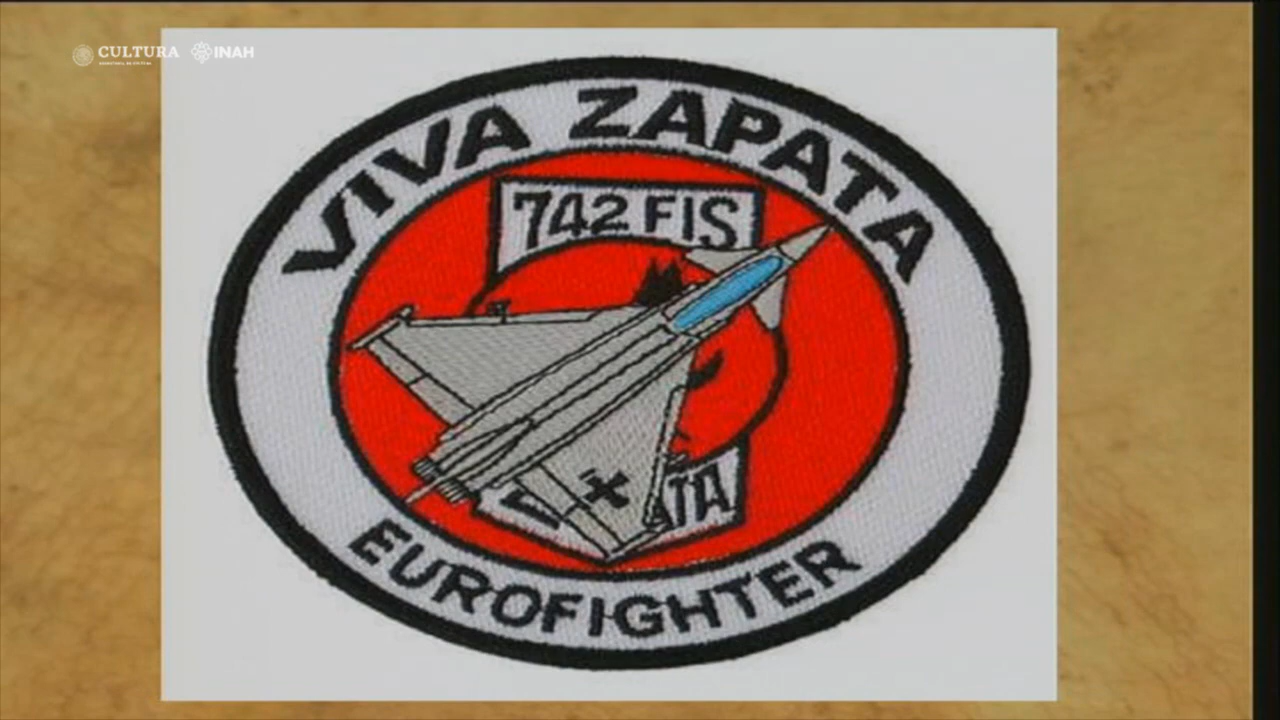 CULTURA
INAH
VIVA ZAPATA
742 FIS
EUROFIGHTER